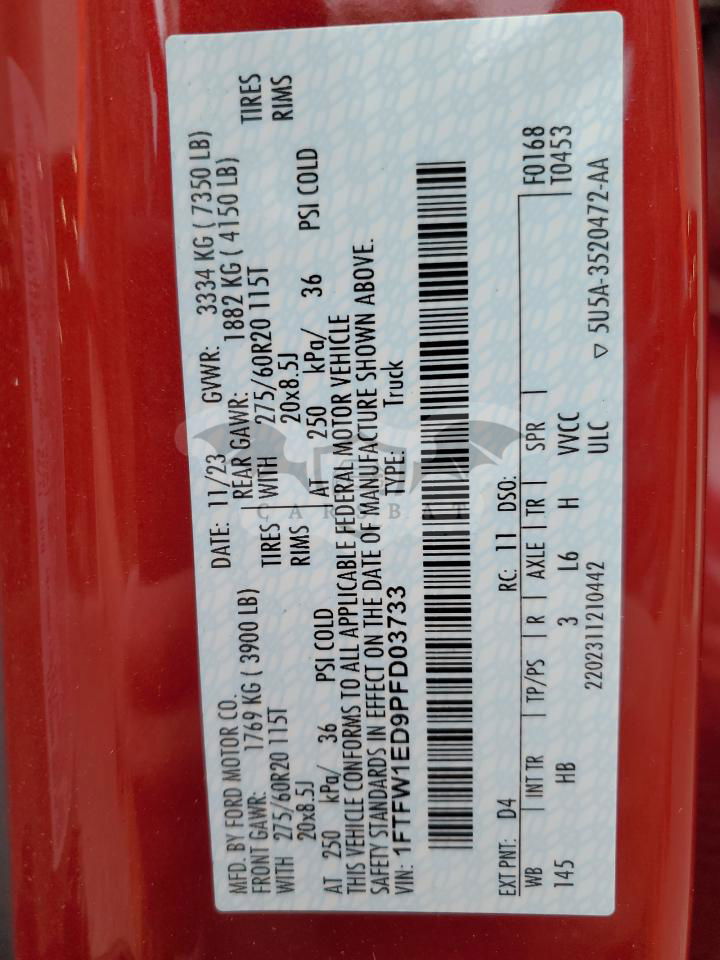 MFD. BY FORD MOTOR CO. DATE: 11/23 GVWR: 3334 KG ( 7350 LB)
FRONT GAWR: 1769 KG ( 3900 LB) REAR GAWR: 1882 KG ( 4150 LB)
WITH 275/60R20 115T TIRES WITH 275/60R20 115T TIRES
20x8.5J RIMS 20x8.5J RIMS
AT 250 kPa/ 36 PSI COLD AT 250 kPa/ 36 PSI COLD
THIS VEHICLE CONFORMS TO ALL APPLICABLE FEDERAL MOTOR VEHICLE
SAFETY STANDARDS IN EFFECT ON THE DATE OF MANUFACTURE SHOWN ABOVE.
VIN: 1FTFW1ED9PFD03733 TYPE: Truck
EXT PNT: D4 RC: 11 DSO: F0168
WB INT TR TP/PS R AXLE TR SPR T0453
145 HB 3 L6 H VVCC
2202311210442 ULC ▽ 5U5A-3520472-AA
CARSBAT